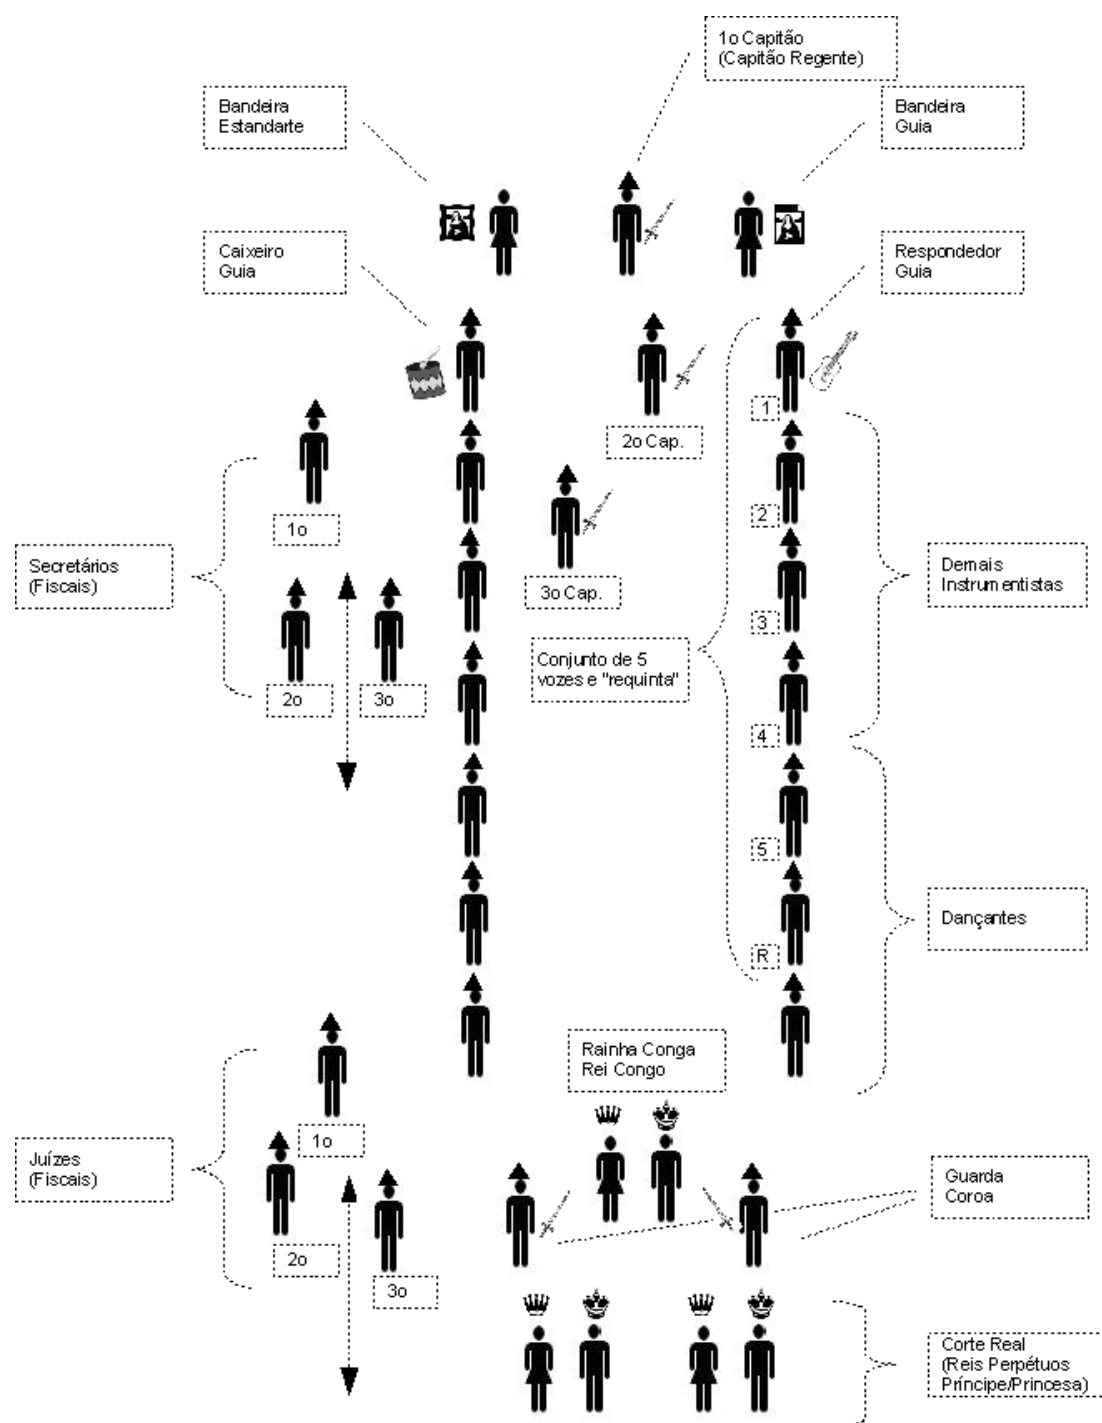 1o Capitão
(Capitão Regente)
Bandeira
Estandarte
Bandeira
Guia
Caixeiro
Guia
Respondedor
Guia
1
2o Cap.
1o
2
Secretários
(Fiscais)
Demais
Instrumentistas
3o Cap.
3
Conjunto de 5
vozes e "requinta"
2o
3o
4
5
Dançantes
R
Rainha Conga
Rei Congo
1o
Juízes
(Fiscais)
Guarda
Coroa
2o
3o
Corte Real
(Reis Perpétuos
Príncipe/Princesa)